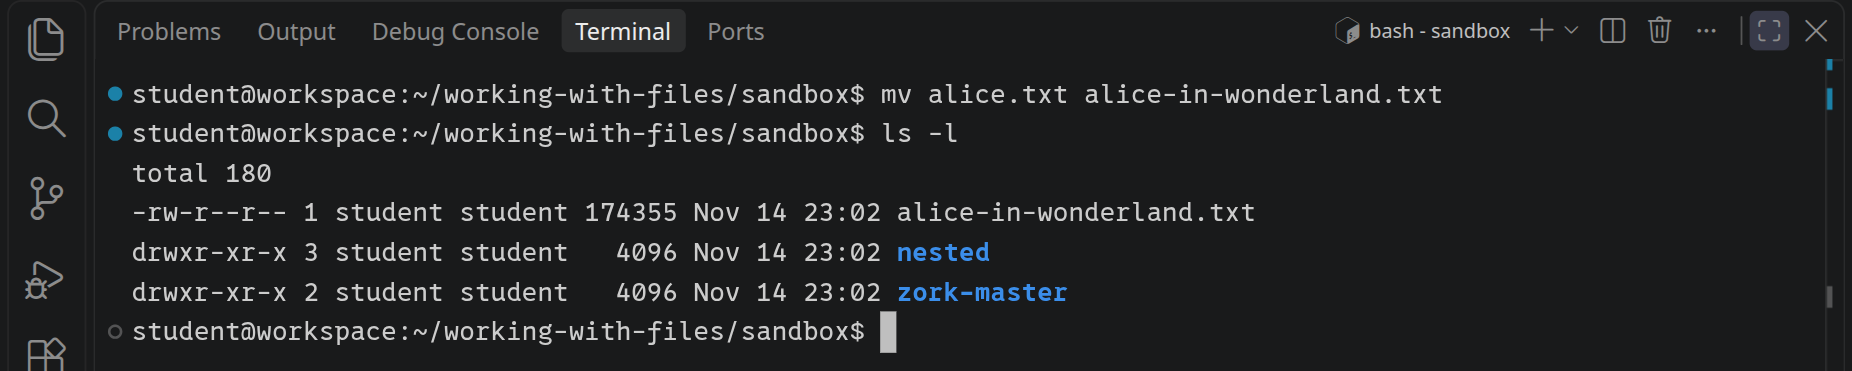 Problems Output Debug Console Terminal Ports bash - sandbox
student@workspace:~/working-with-files/sandbox$ mv alice.txt alice-in-wonderland.txt
student@workspace:~/working-with-files/sandbox$ ls -l
total 180
-rw-r--r-- 1 student student 174355 Nov 14 23:02 alice-in-wonderland.txt
drwxr-xr-x 3 student student   4096 Nov 14 23:02 nested
drwxr-xr-x 2 student student   4096 Nov 14 23:02 zork-master
student@workspace:~/working-with-files/sandbox$